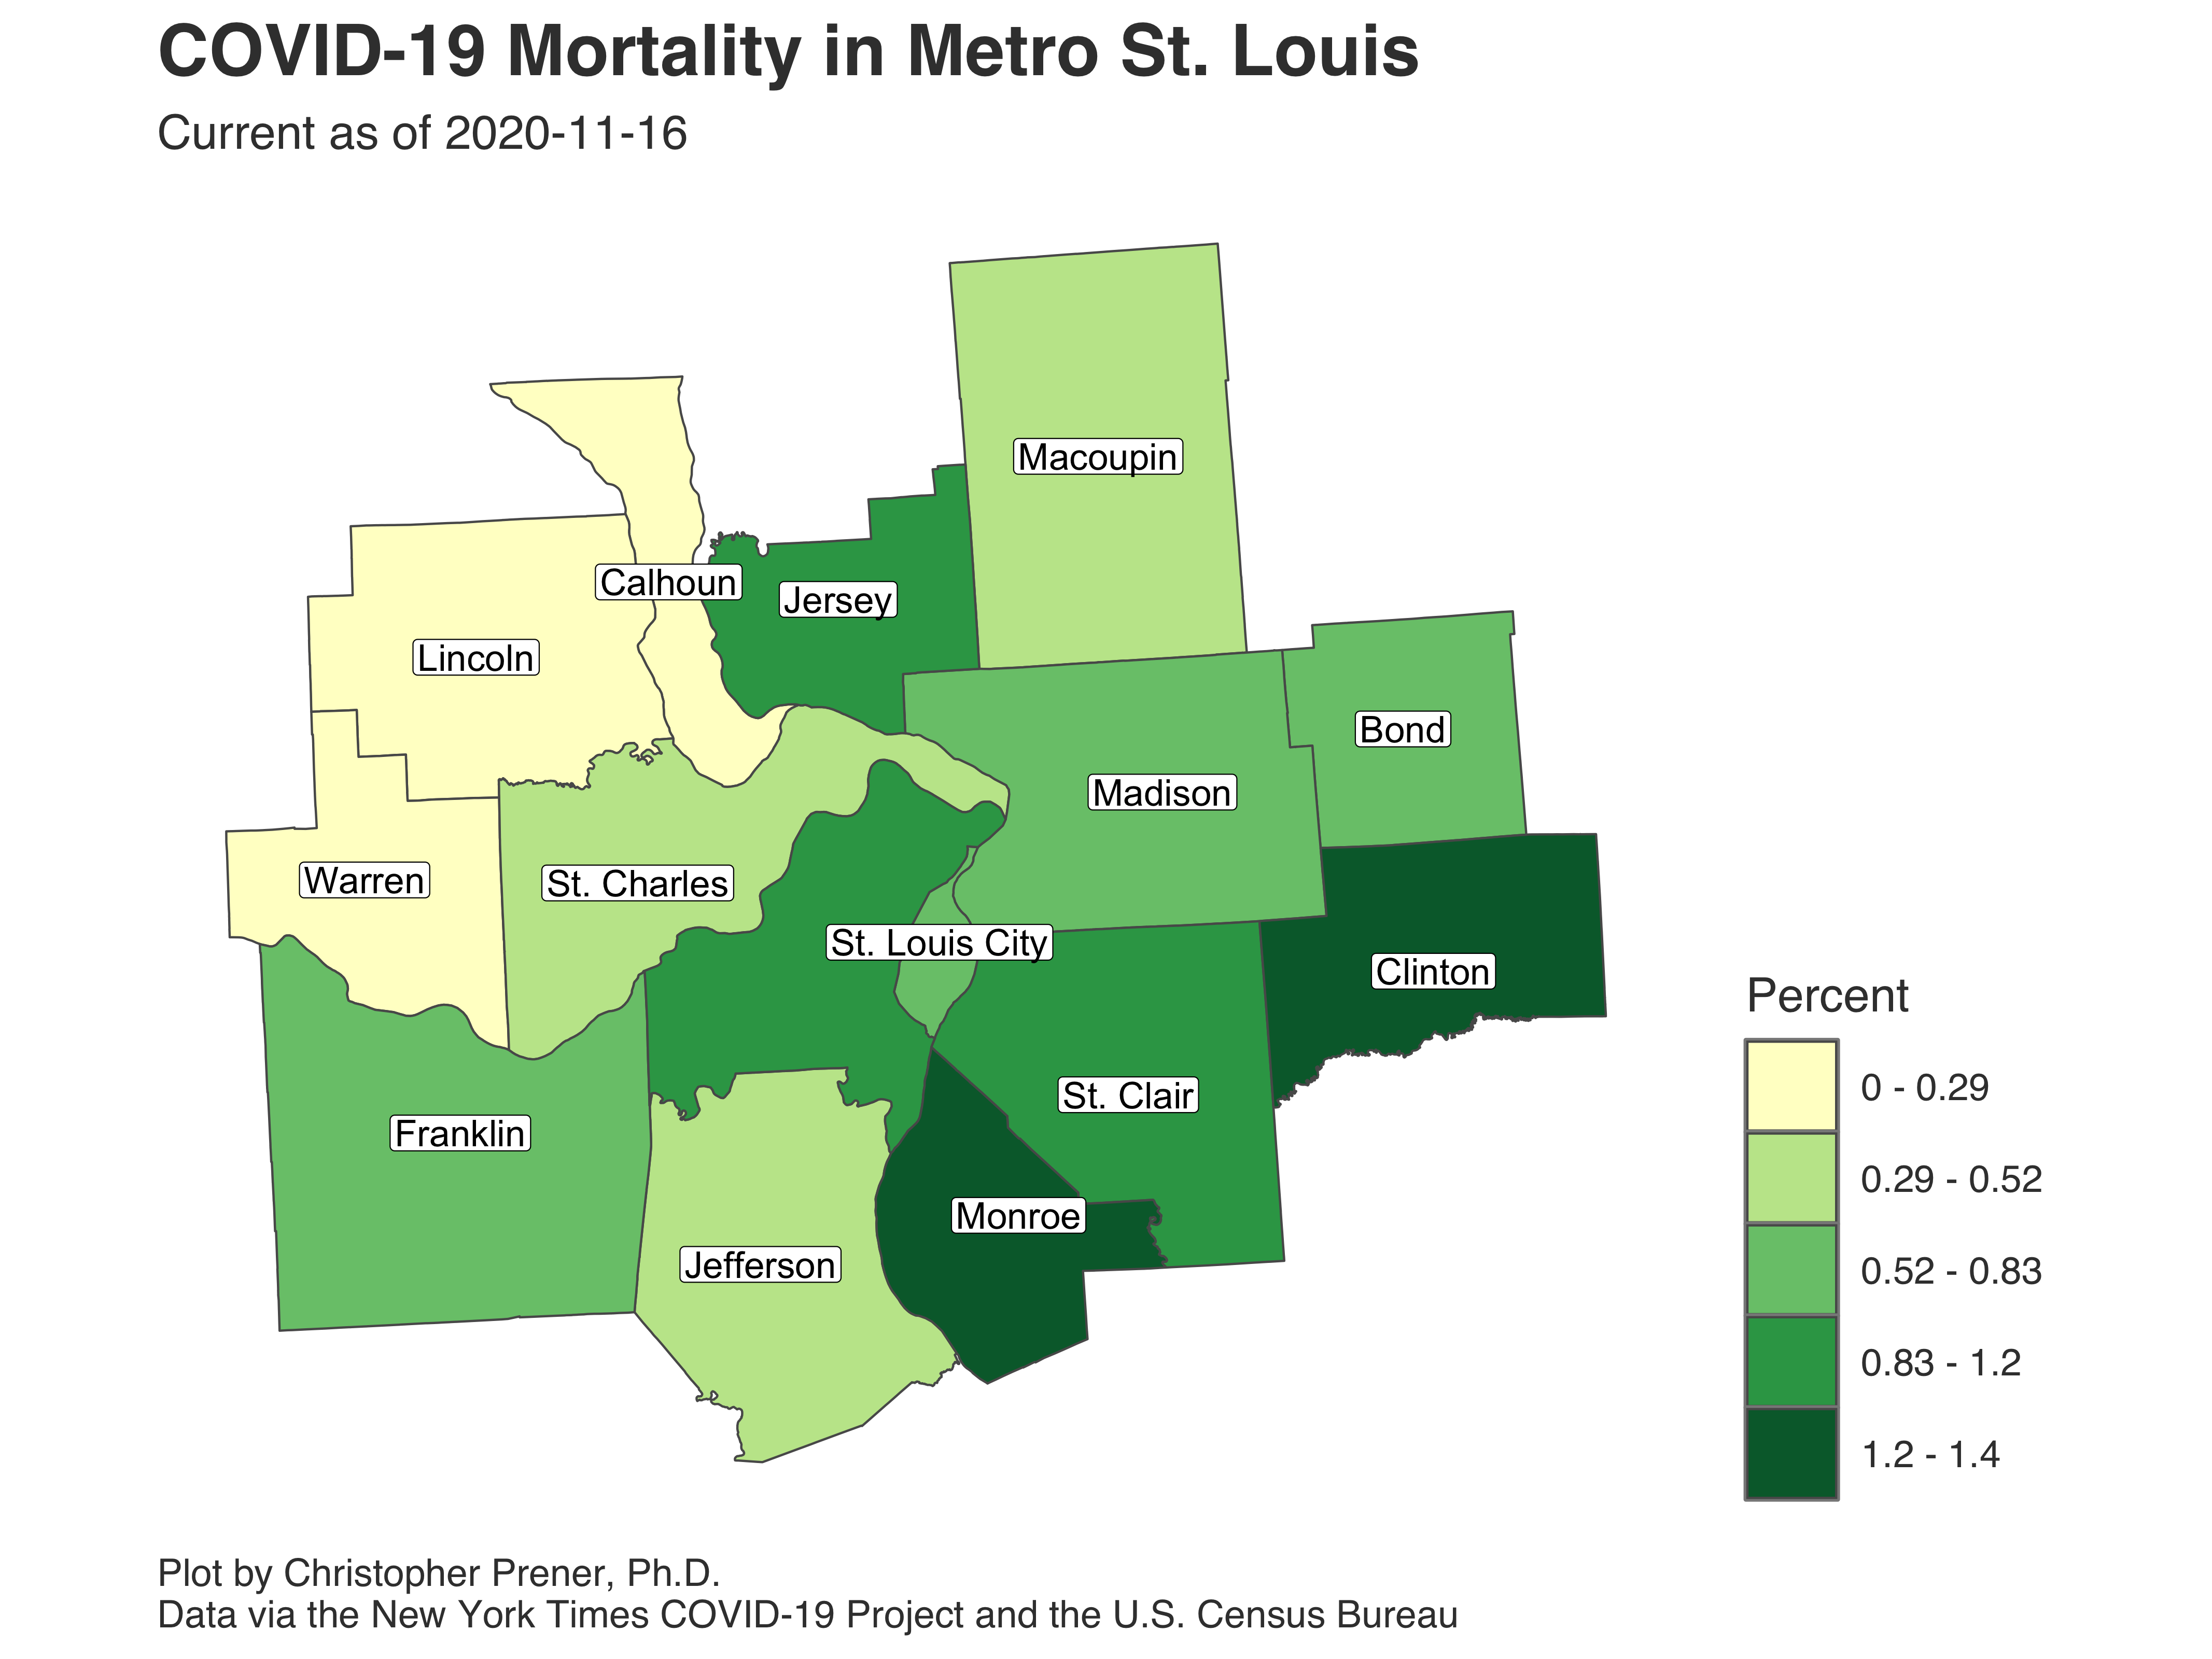 COVID-19 Mortality in Metro St. Louis
Current as of 2020-11-16
Macoupin
Calhoun
Jersey
Lincoln
Bond
Madison
Warren
St. Charles
St. Louis City
Clinton
St. Clair
Franklin
Monroe
Jefferson
Percent
0 - 0.29
0.29 - 0.52
0.52 - 0.83
0.83 - 1.2
1.2 - 1.4
Plot by Christopher Prener, Ph.D.
Data via the New York Times COVID-19 Project and the U.S. Census Bureau